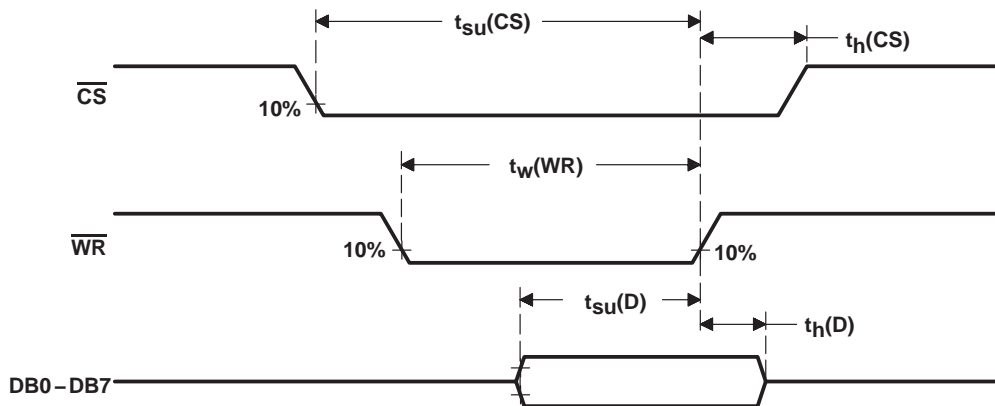 tsu(CS)
th(CS)
CS
10%
tw(WR)
WR
10%
10%
tsu(D)
th(D)
DB0–DB7